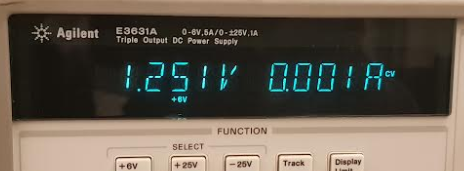 Agilent E3631A 0-6V,5A/0-±25V,1A
Triple Output DC Power Supply
1.251V 0.001A CV
+6V
FUNCTION
SELECT
+6V +25V -25V Track Display
Limit